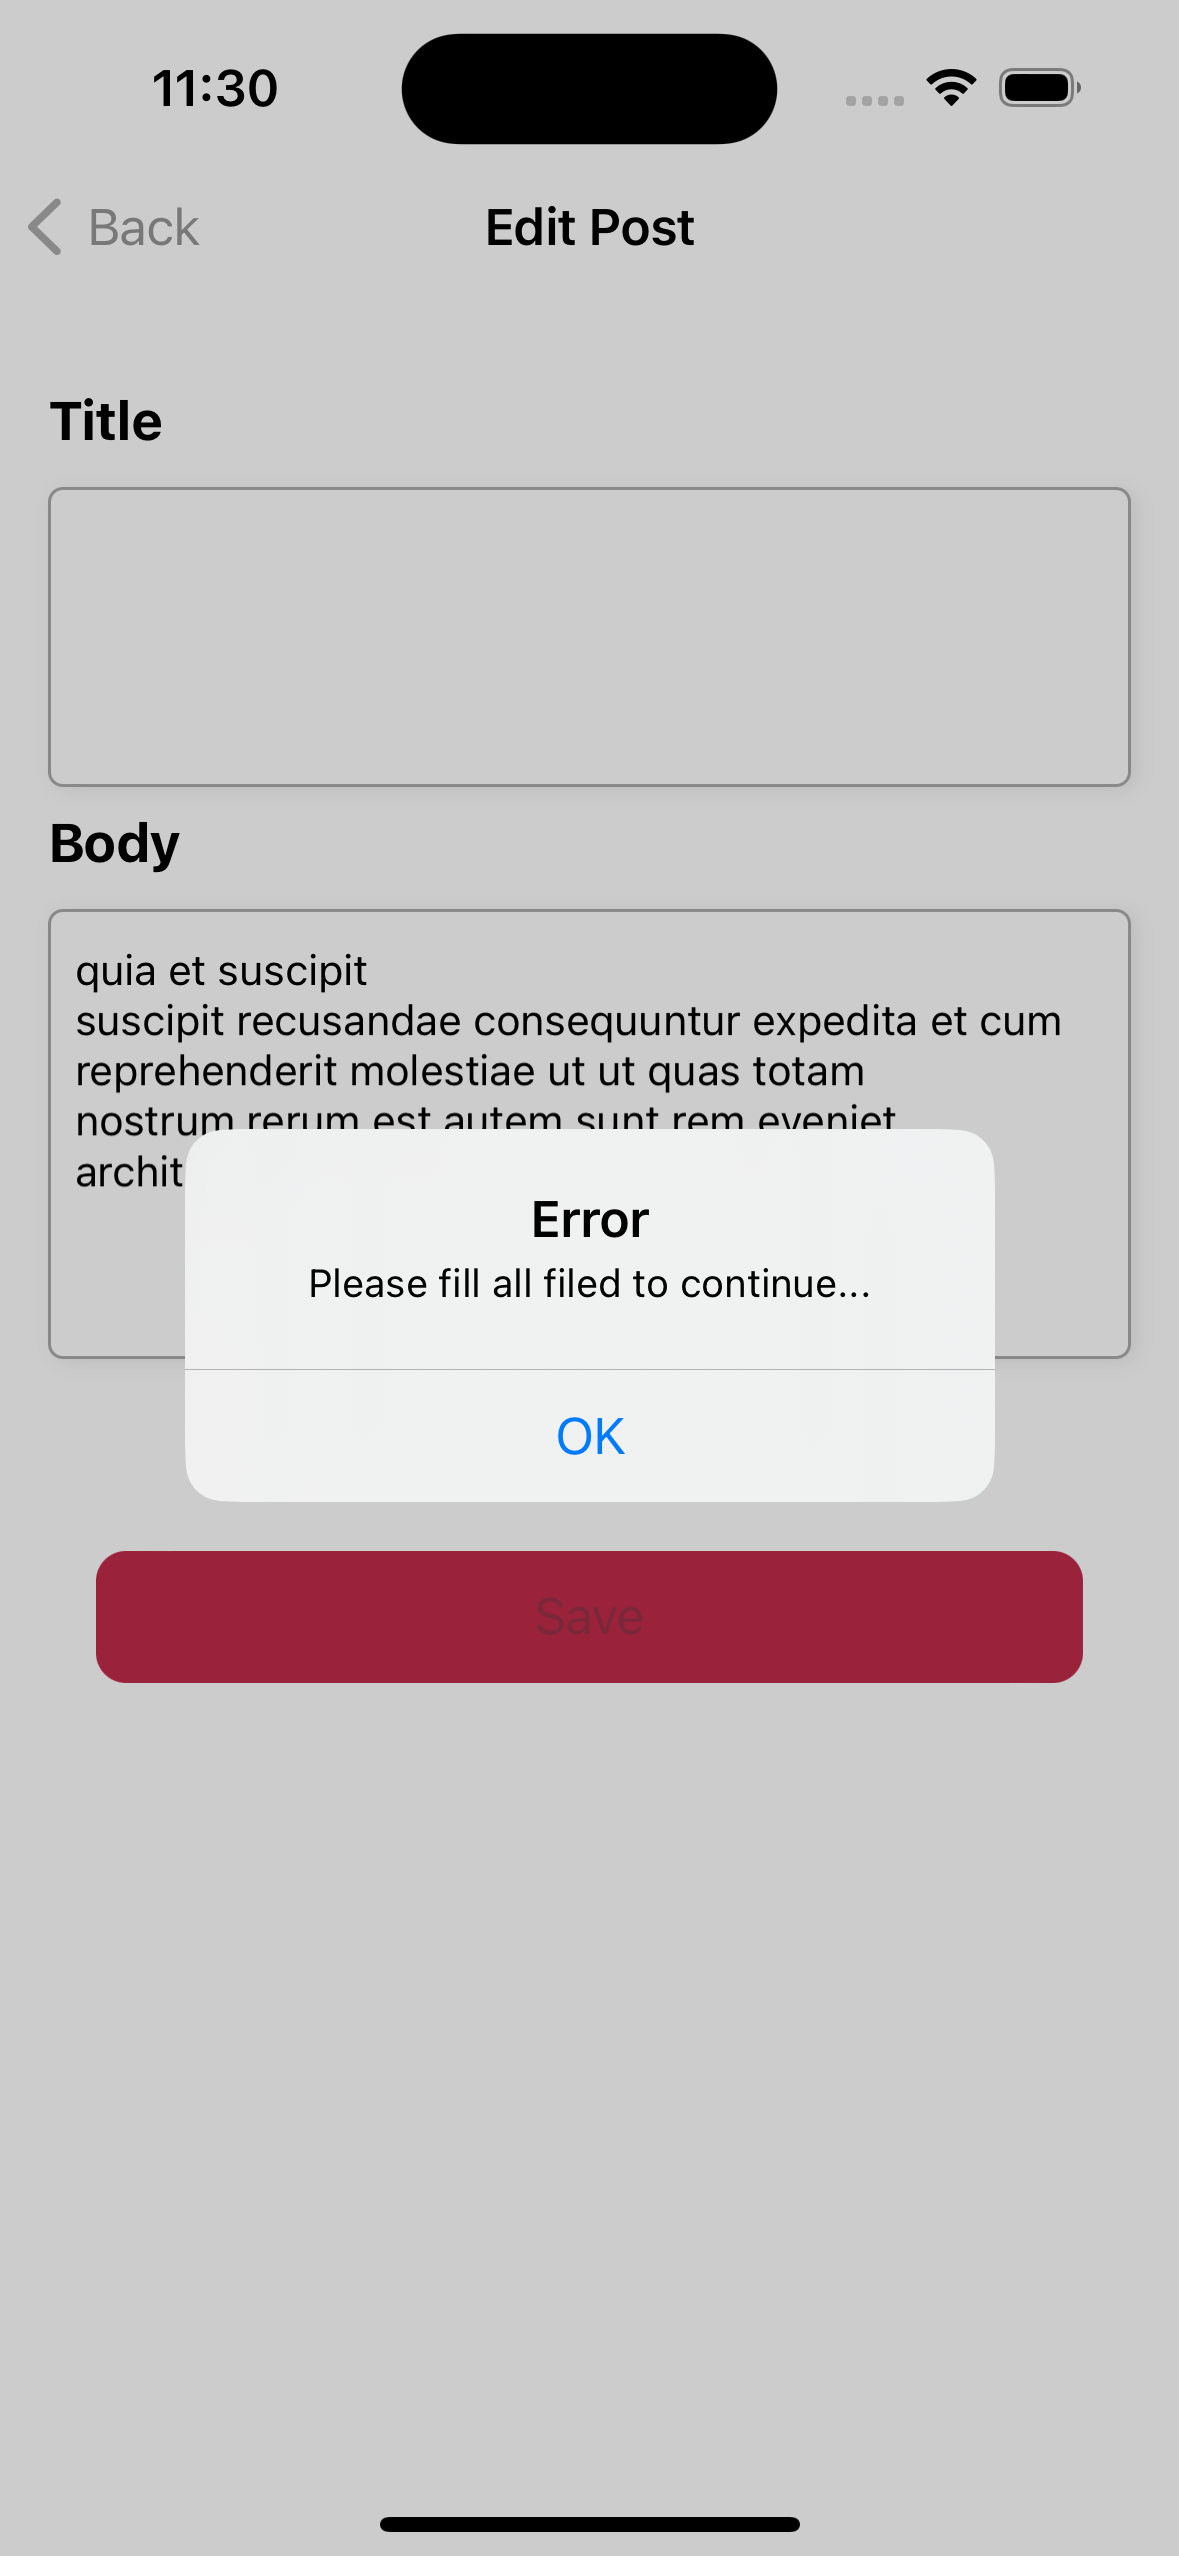 11:30
Back
Edit Post
Title
Body
quia et suscipit
suscipit recusandae consequuntur expedita et cum
reprehenderit molestiae ut ut quas totam
nostrum rerum est autem sunt rem eveniet
archit
Error
Please fill all filed to continue...
OK
Save